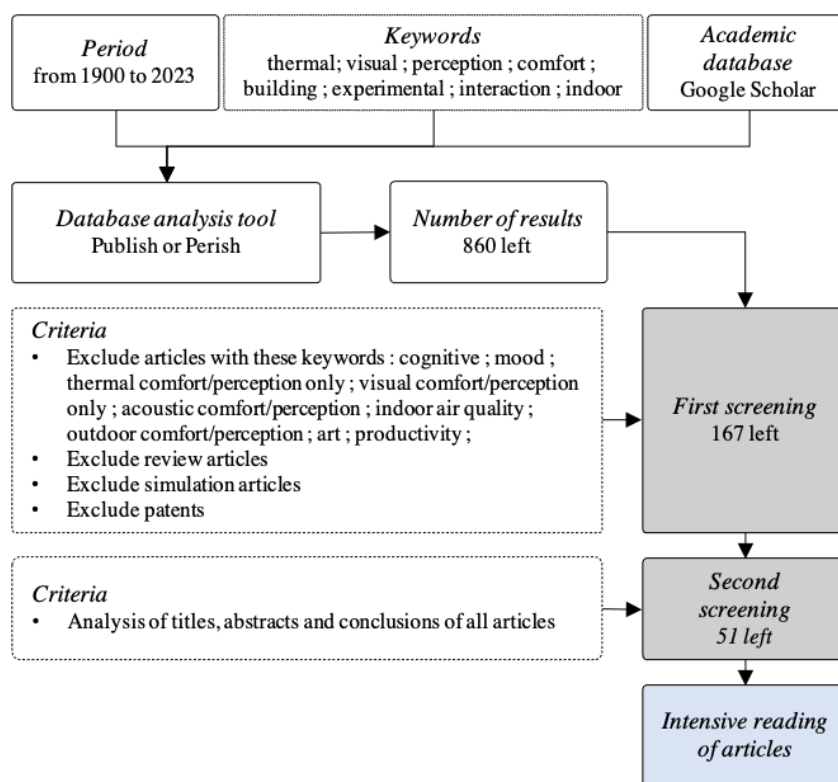 Period
from 1900 to 2023
Keywords
thermal; visual ; perception ; comfort ;
building ; experimental ; interaction ; indoor
Academic
database
Google Scholar
Database analysis tool
Publish or Perish
Number of results
860 left
Criteria
• Exclude articles with these keywords : cognitive ; mood ;
thermal comfort/perception only ; visual comfort/perception
only ; acoustic comfort/perception ; indoor air quality ;
outdoor comfort/perception ; art ; productivity ;
• Exclude review articles
• Exclude simulation articles
• Exclude patents
First screening
167 left
Criteria
• Analysis of titles, abstracts and conclusions of all articles
Second
screening
51 left
Intensive reading
of articles